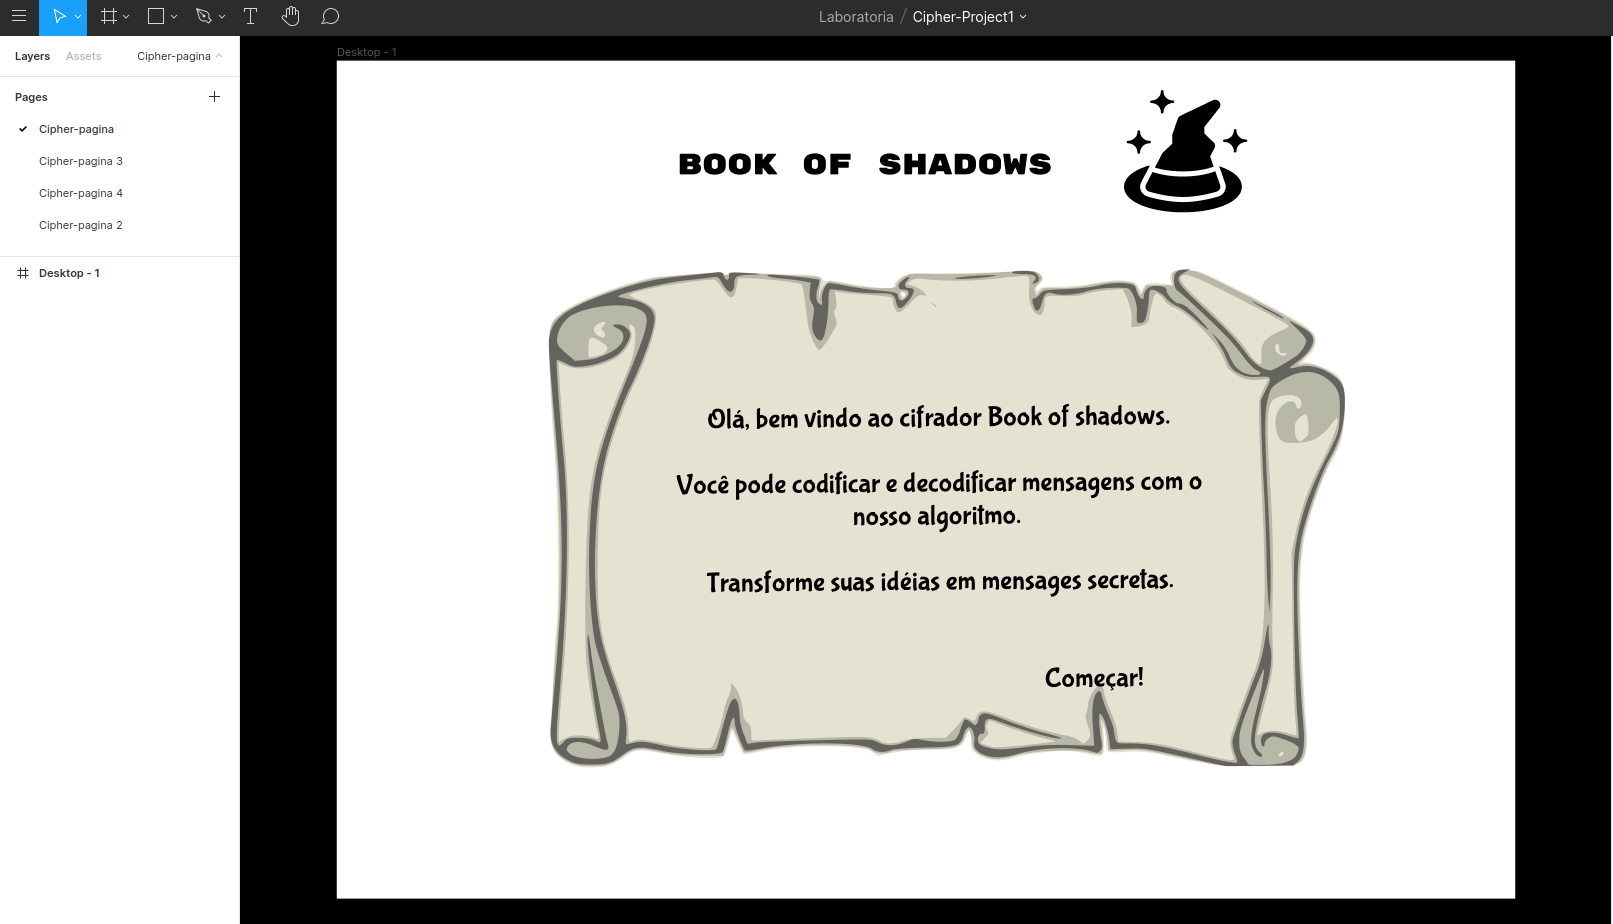 Laboratoria / Cipher-Project1
Layers Assets Cipher-pagina
Desktop - 1
Pages
Cipher-pagina
Cipher-pagina 3
Cipher-pagina 4
Cipher-pagina 2
Desktop - 1
BOOK OF SHADOWS
Olá, bem vindo ao cifrador Book of shadows.
Você pode codificar e decodificar mensagens com o
nosso algoritmo.
Transforme suas idéias em mensages secretas.
Começar!